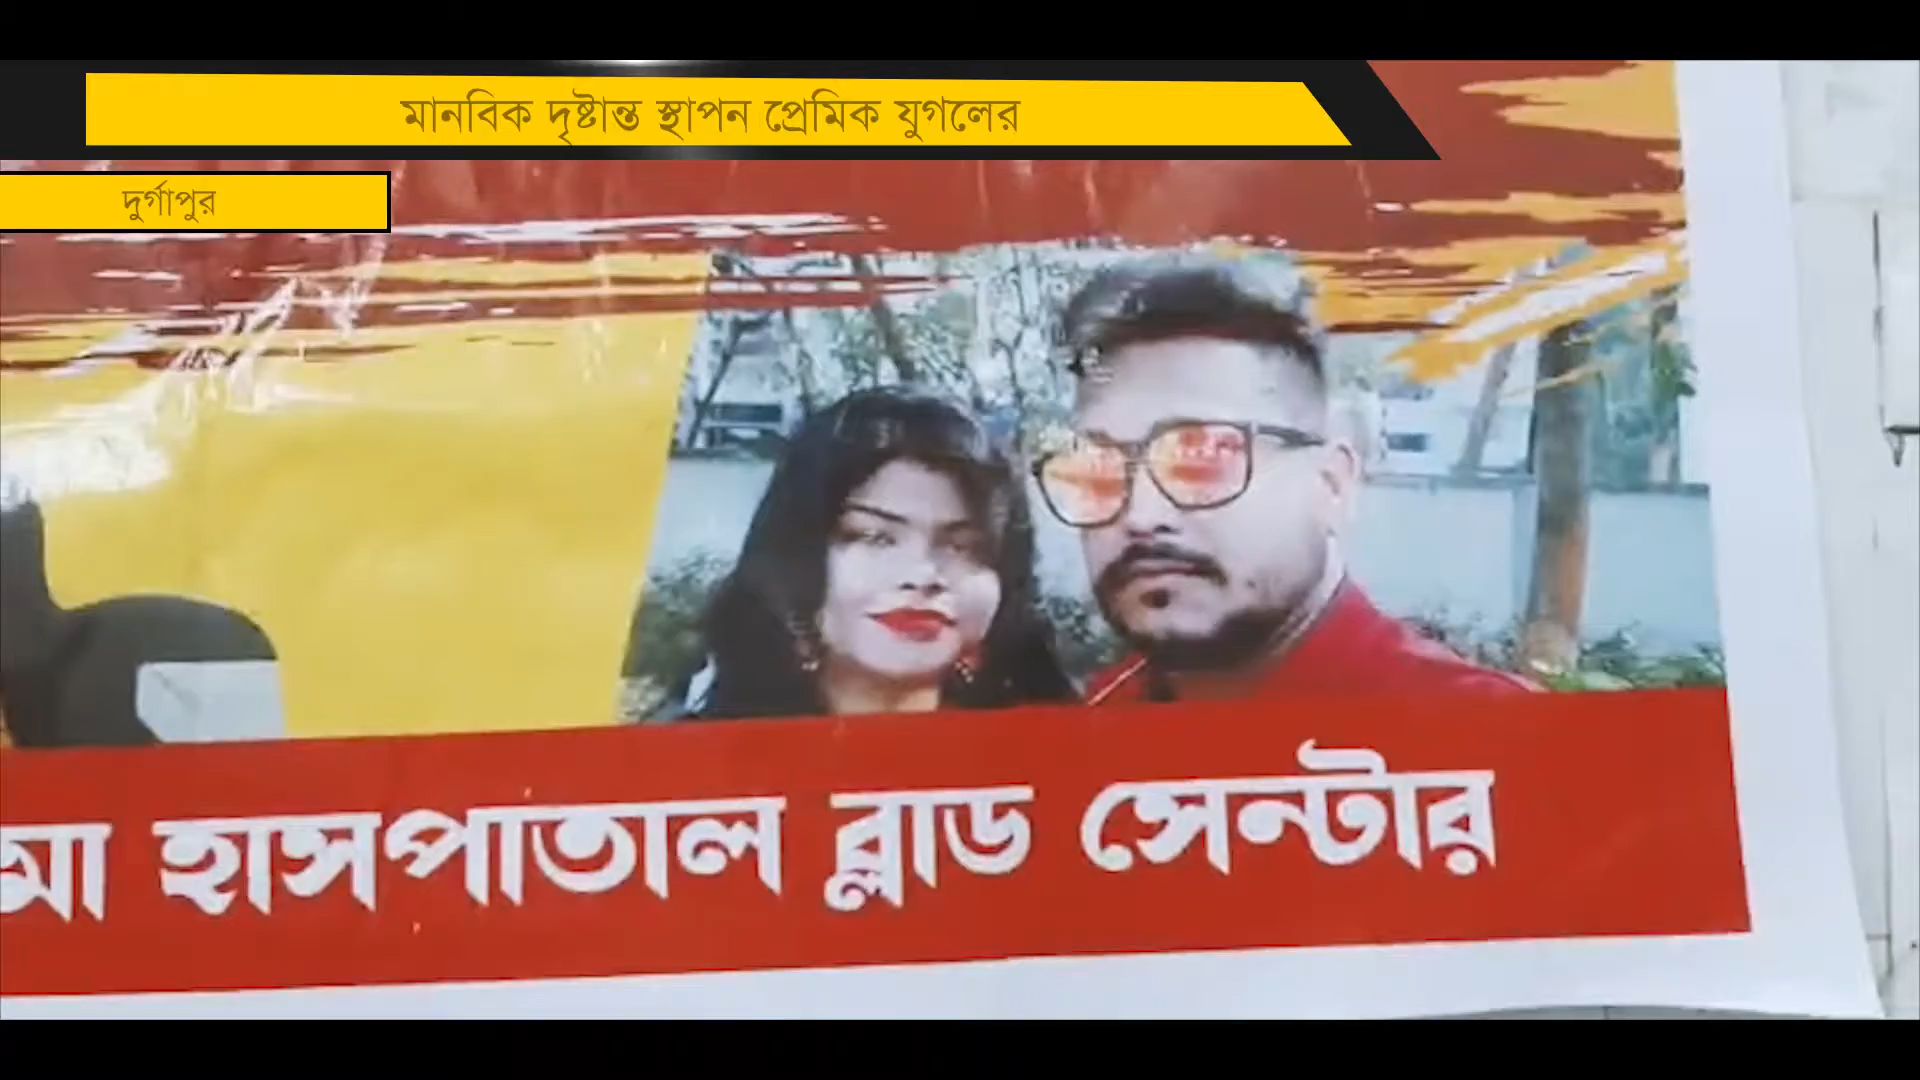 মানবিক দৃষ্টান্ত স্থাপন প্রেমিক যুগলের
দুর্গাপুর
হাসপাতাল ব্লাড সেন্টার